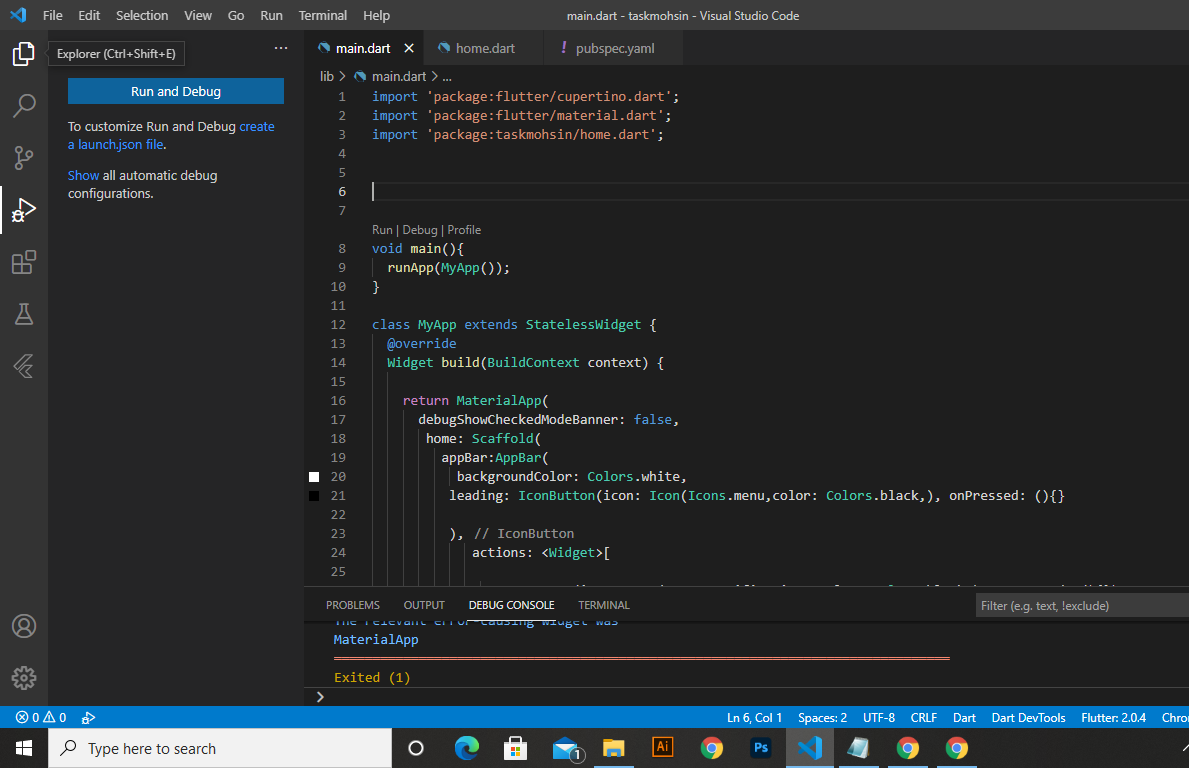 File Edit Selection View Go Run Terminal Help
main.dart - taskmohsin - Visual Studio Code
Explorer (Ctrl+Shift+E)
...
Run and Debug
To customize Run and Debug create
a launch.json file.
Show all automatic debug
configurations.
main.dart home.dart ! pubspec.yaml
lib > main.dart > ...
1 import 'package:flutter/cupertino.dart';
2 import 'package:flutter/material.dart';
3 import 'package:taskmohsin/home.dart';
4
5
6
7
Run | Debug | Profile
8 void main(){
9 runApp(MyApp());
10 }
11
12 class MyApp extends StatelessWidget {
13 @override
14 Widget build(BuildContext context) {
15
16 return MaterialApp(
17 debugShowCheckedModeBanner: false,
18 home: Scaffold(
19 appBar:AppBar(
20 backgroundColor: Colors.white,
21 leading: IconButton(icon: Icon(Icons.menu,color: Colors.black,), onPressed: (){}
22
23 ), // IconButton
24 actions: <Widget>[
25
PROBLEMS OUTPUT DEBUG CONSOLE TERMINAL
Filter (e.g. text, !exclude)
The relevant error-causing widget was
MaterialApp
════════════════════════════════════════════════════════════════════════════════
Exited (1)
>
0 0
Ln 6, Col 1 Spaces: 2 UTF-8 CRLF Dart Dart DevTools Flutter: 2.0.4 Chro
Type here to search
1
Ai
Ps